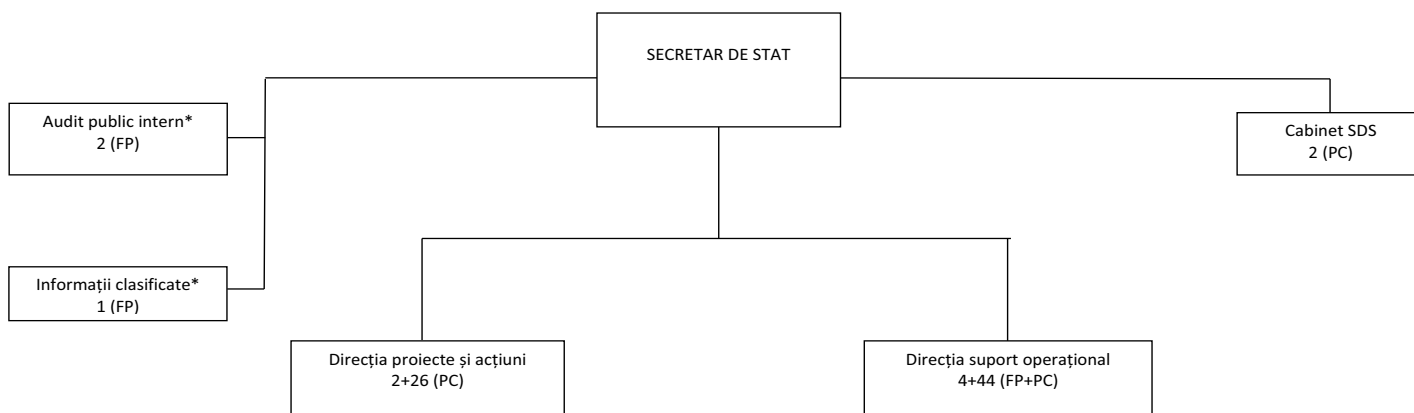 SECRETAR DE STAT
Audit public intern*
2 (FP)
Cabinet SDS
2 (PC)
Informații clasificate*
1 (FP)
Direcția proiecte și acțiuni
2+26 (PC)
Direcția suport operațional
4+44 (FP+PC)